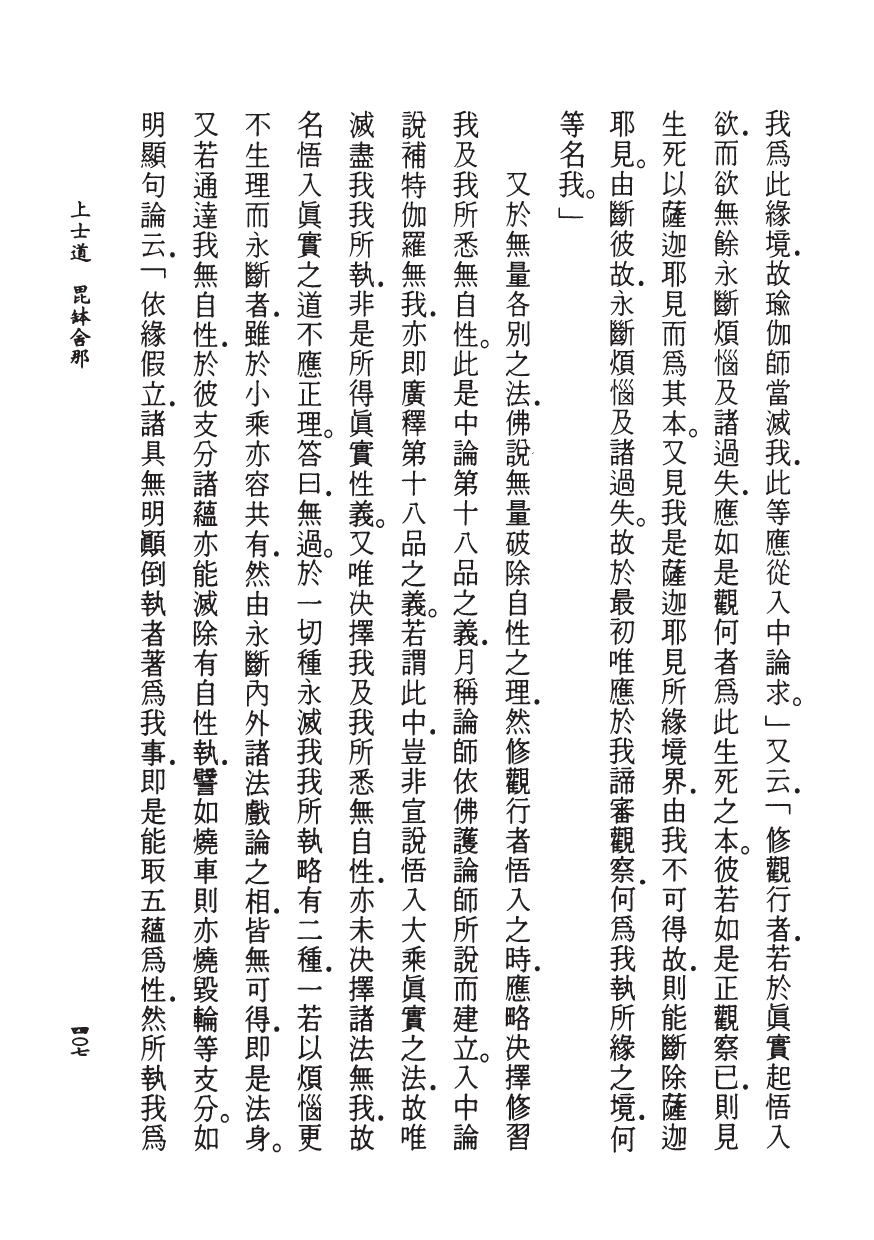 我爲此緣境．故瑜伽師當滅我．此等應從入中論求。」又云．「修觀行者．若於眞實起悟入
欲．而欲無餘永斷煩惱及諸過失．應如是觀何者爲此生死之本。彼若如是正觀察已．則見
生死以薩迦耶見而爲其本。又見我是薩迦耶見所緣境界．由我不可得故．則能斷除薩迦
耶見。由斷彼故．永斷煩惱及諸過失。故於最初唯應於我諦審觀察．何爲我執所緣之境．何
等名我。」
又於無量各別之法．佛說無量破除自性之理．然修觀行者悟入之時．應略決擇修習
我及我所悉無自性。此是中論第十八品之義．月稱論師依佛護論師所說而建立。入中論
說補特伽羅無我．亦即廣釋第十八品之義。若謂此中．豈非宣說悟入大乘眞實之法．故唯
滅盡我我所執．非是所得眞實性義。又唯決擇我及我所悉無自性．亦未決擇諸法無我．故
名悟入眞實之道不應正理。答曰．無過。於一切種永滅我我所執略有二種．一若以煩惱更
不生理而永斷者．雖於小乘亦容共有．然由永斷內外諸法戲論之相．皆無可得．即是法身。
又若通達我無自性．於彼支分諸蘊亦能滅除有自性執．譬如燒車則亦燒毀輪等支分。如
明顯句論云．「依緣假立．諸具無明顚倒執者著爲我事．即是能取五蘊爲性．然所執我爲
上士道　毘鉢舍那
四〇七